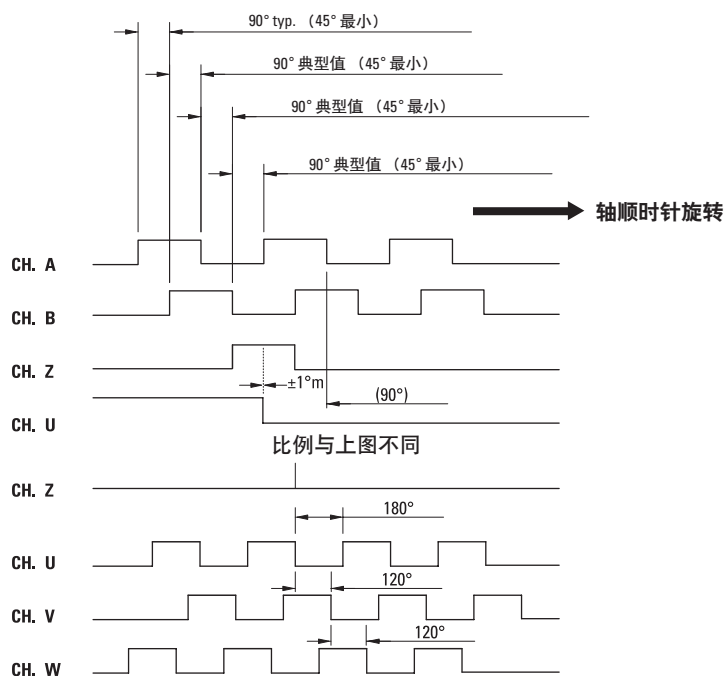 90° typ. （45° 最小）
90° 典型值 （45° 最小）
90° 典型值 （45° 最小）
90° 典型值 （45° 最小）
轴顺时针旋转
CH. A
CH. B
CH. Z
±1°m
(90°)
CH. U
比例与上图不同
CH. Z
180°
CH. U
120°
CH. V
120°
CH. W